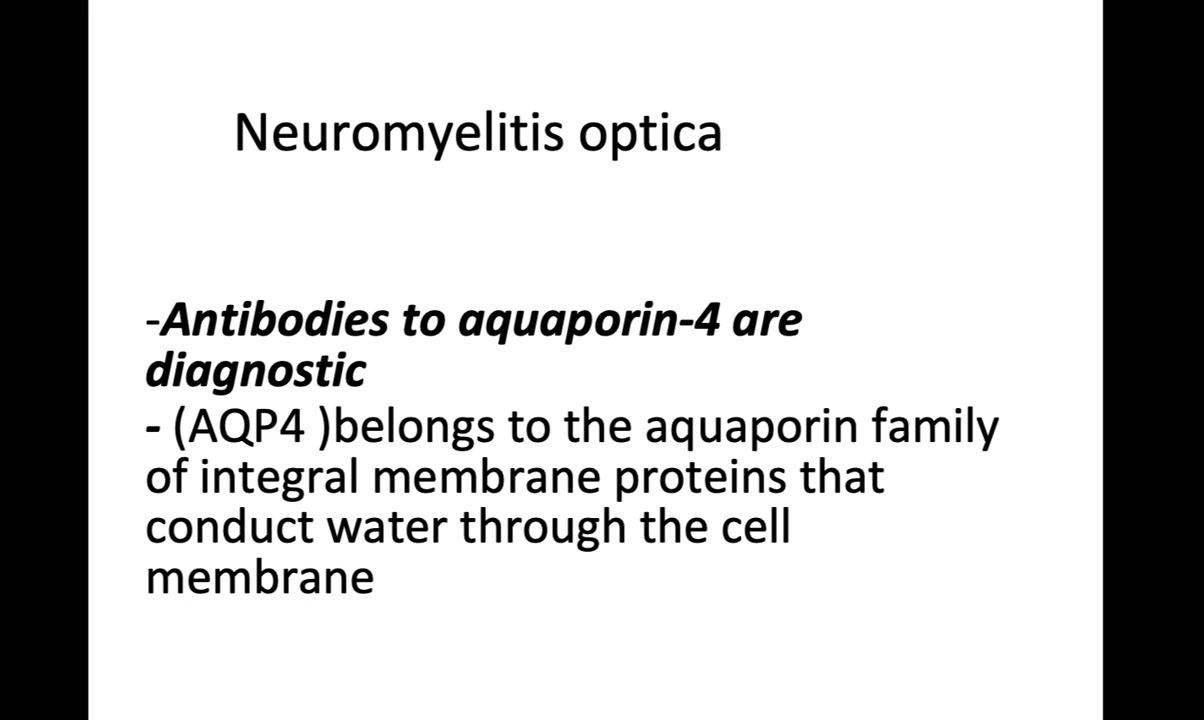 Neuromyelitis optica
-Antibodies to aquaporin-4 are
diagnostic
- (AQP4 )belongs to the aquaporin family
of integral membrane proteins that
conduct water through the cell
membrane